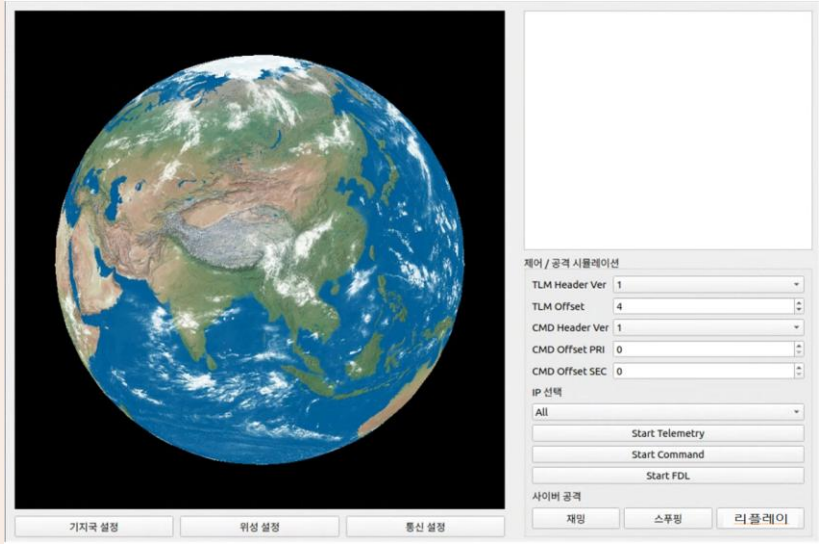 제어 / 공격 시뮬레이션
TLM Header Ver 1
TLM Offset 4
CMD Header Ver 1
CMD Offset PRI 0
CMD Offset SEC 0
IP 선택
All
Start Telemetry
Start Command
Start FDL
사이버 공격
재밍 스푸핑 리플레이
기지국 설정 위성 설정 통신 설정